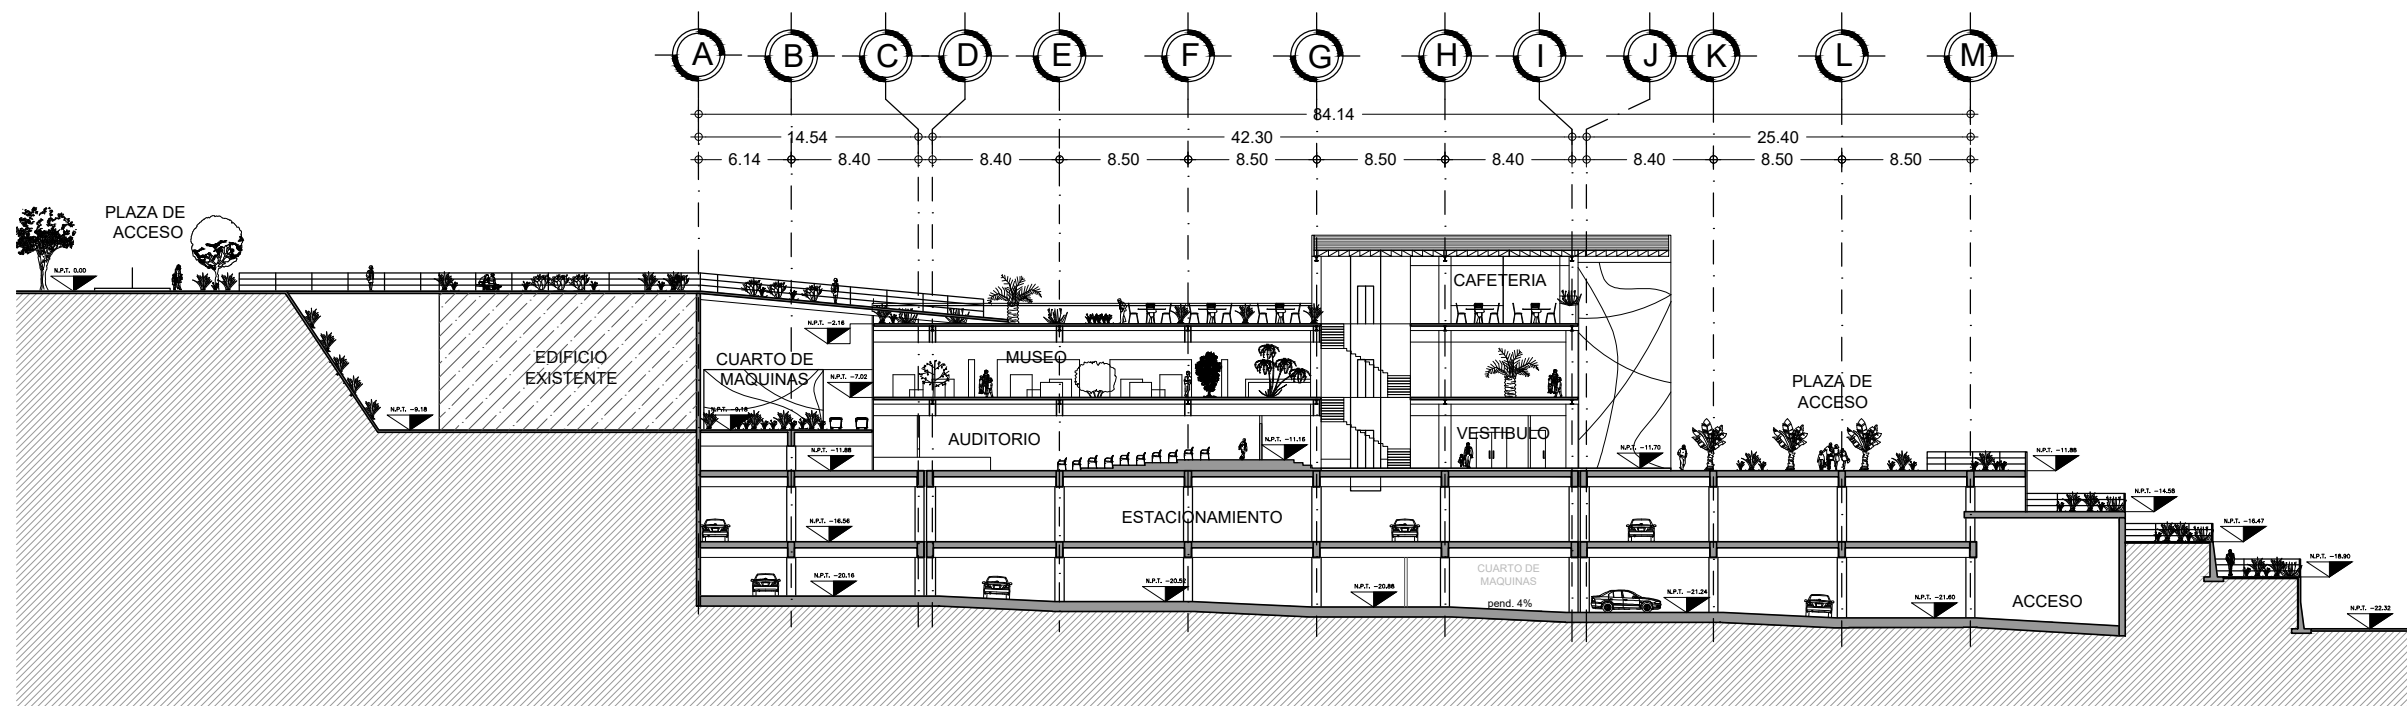 A B C D E F G H I J K L M
84.14
14.54 42.30 25.40
6.14 8.40 8.40 8.50 8.50 8.50 8.40 8.40 8.50 8.50
PLAZA DE
ACCESO
N.P.T. 0.00
CAFETERIA
N.P.T. -2.16
EDIFICIO
EXISTENTE
CUARTO DE
MAQUINAS
MUSEO
N.P.T. -7.02
PLAZA DE
ACCESO
N.P.T. -9.18
N.P.T. -9.18
AUDITORIO
VESTIBULO
N.P.T. -11.16
N.P.T. -11.70
N.P.T. -11.88
N.P.T. -11.88
N.P.T. -14.58
ESTACIONAMIENTO
N.P.T. -16.56
N.P.T. -16.47
CUARTO DE
MAQUINAS
N.P.T. -18.90
N.P.T. -20.16
N.P.T. -20.52
N.P.T. -20.88
pend. 4%
N.P.T. -21.24
N.P.T. -21.60
ACCESO
N.P.T. -22.32